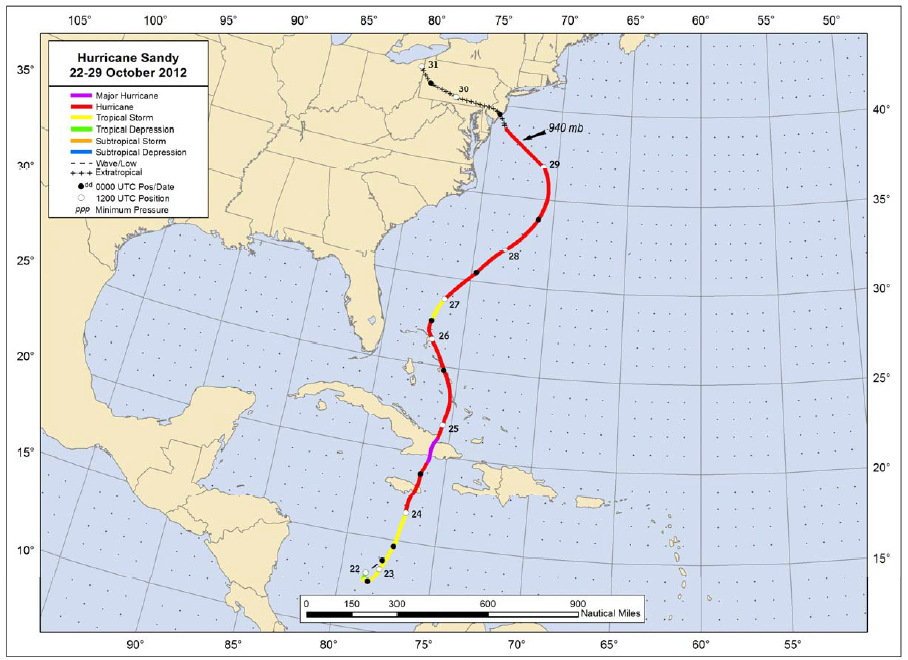 105° 100° 95° 90° 85° 80° 75° 70° 65° 60° 55° 50°
Hurricane Sandy
22-29 October 2012
Major Hurricane
Hurricane
Tropical Storm
Tropical Depression
Subtropical Storm
Subtropical Depression
Wave/Low
Extratropical
dd 0000 UTC Pos/Date
1200 UTC Position
ppp Minimum Pressure
35°
30°
25°
20°
15°
10°
40°
35°
30°
25°
20°
15°
31
30
940 mb
29
28
27
26
25
24
22
23
0 150 300 600 900
Nautical Miles
90° 85° 80° 75° 70° 65° 60° 55°